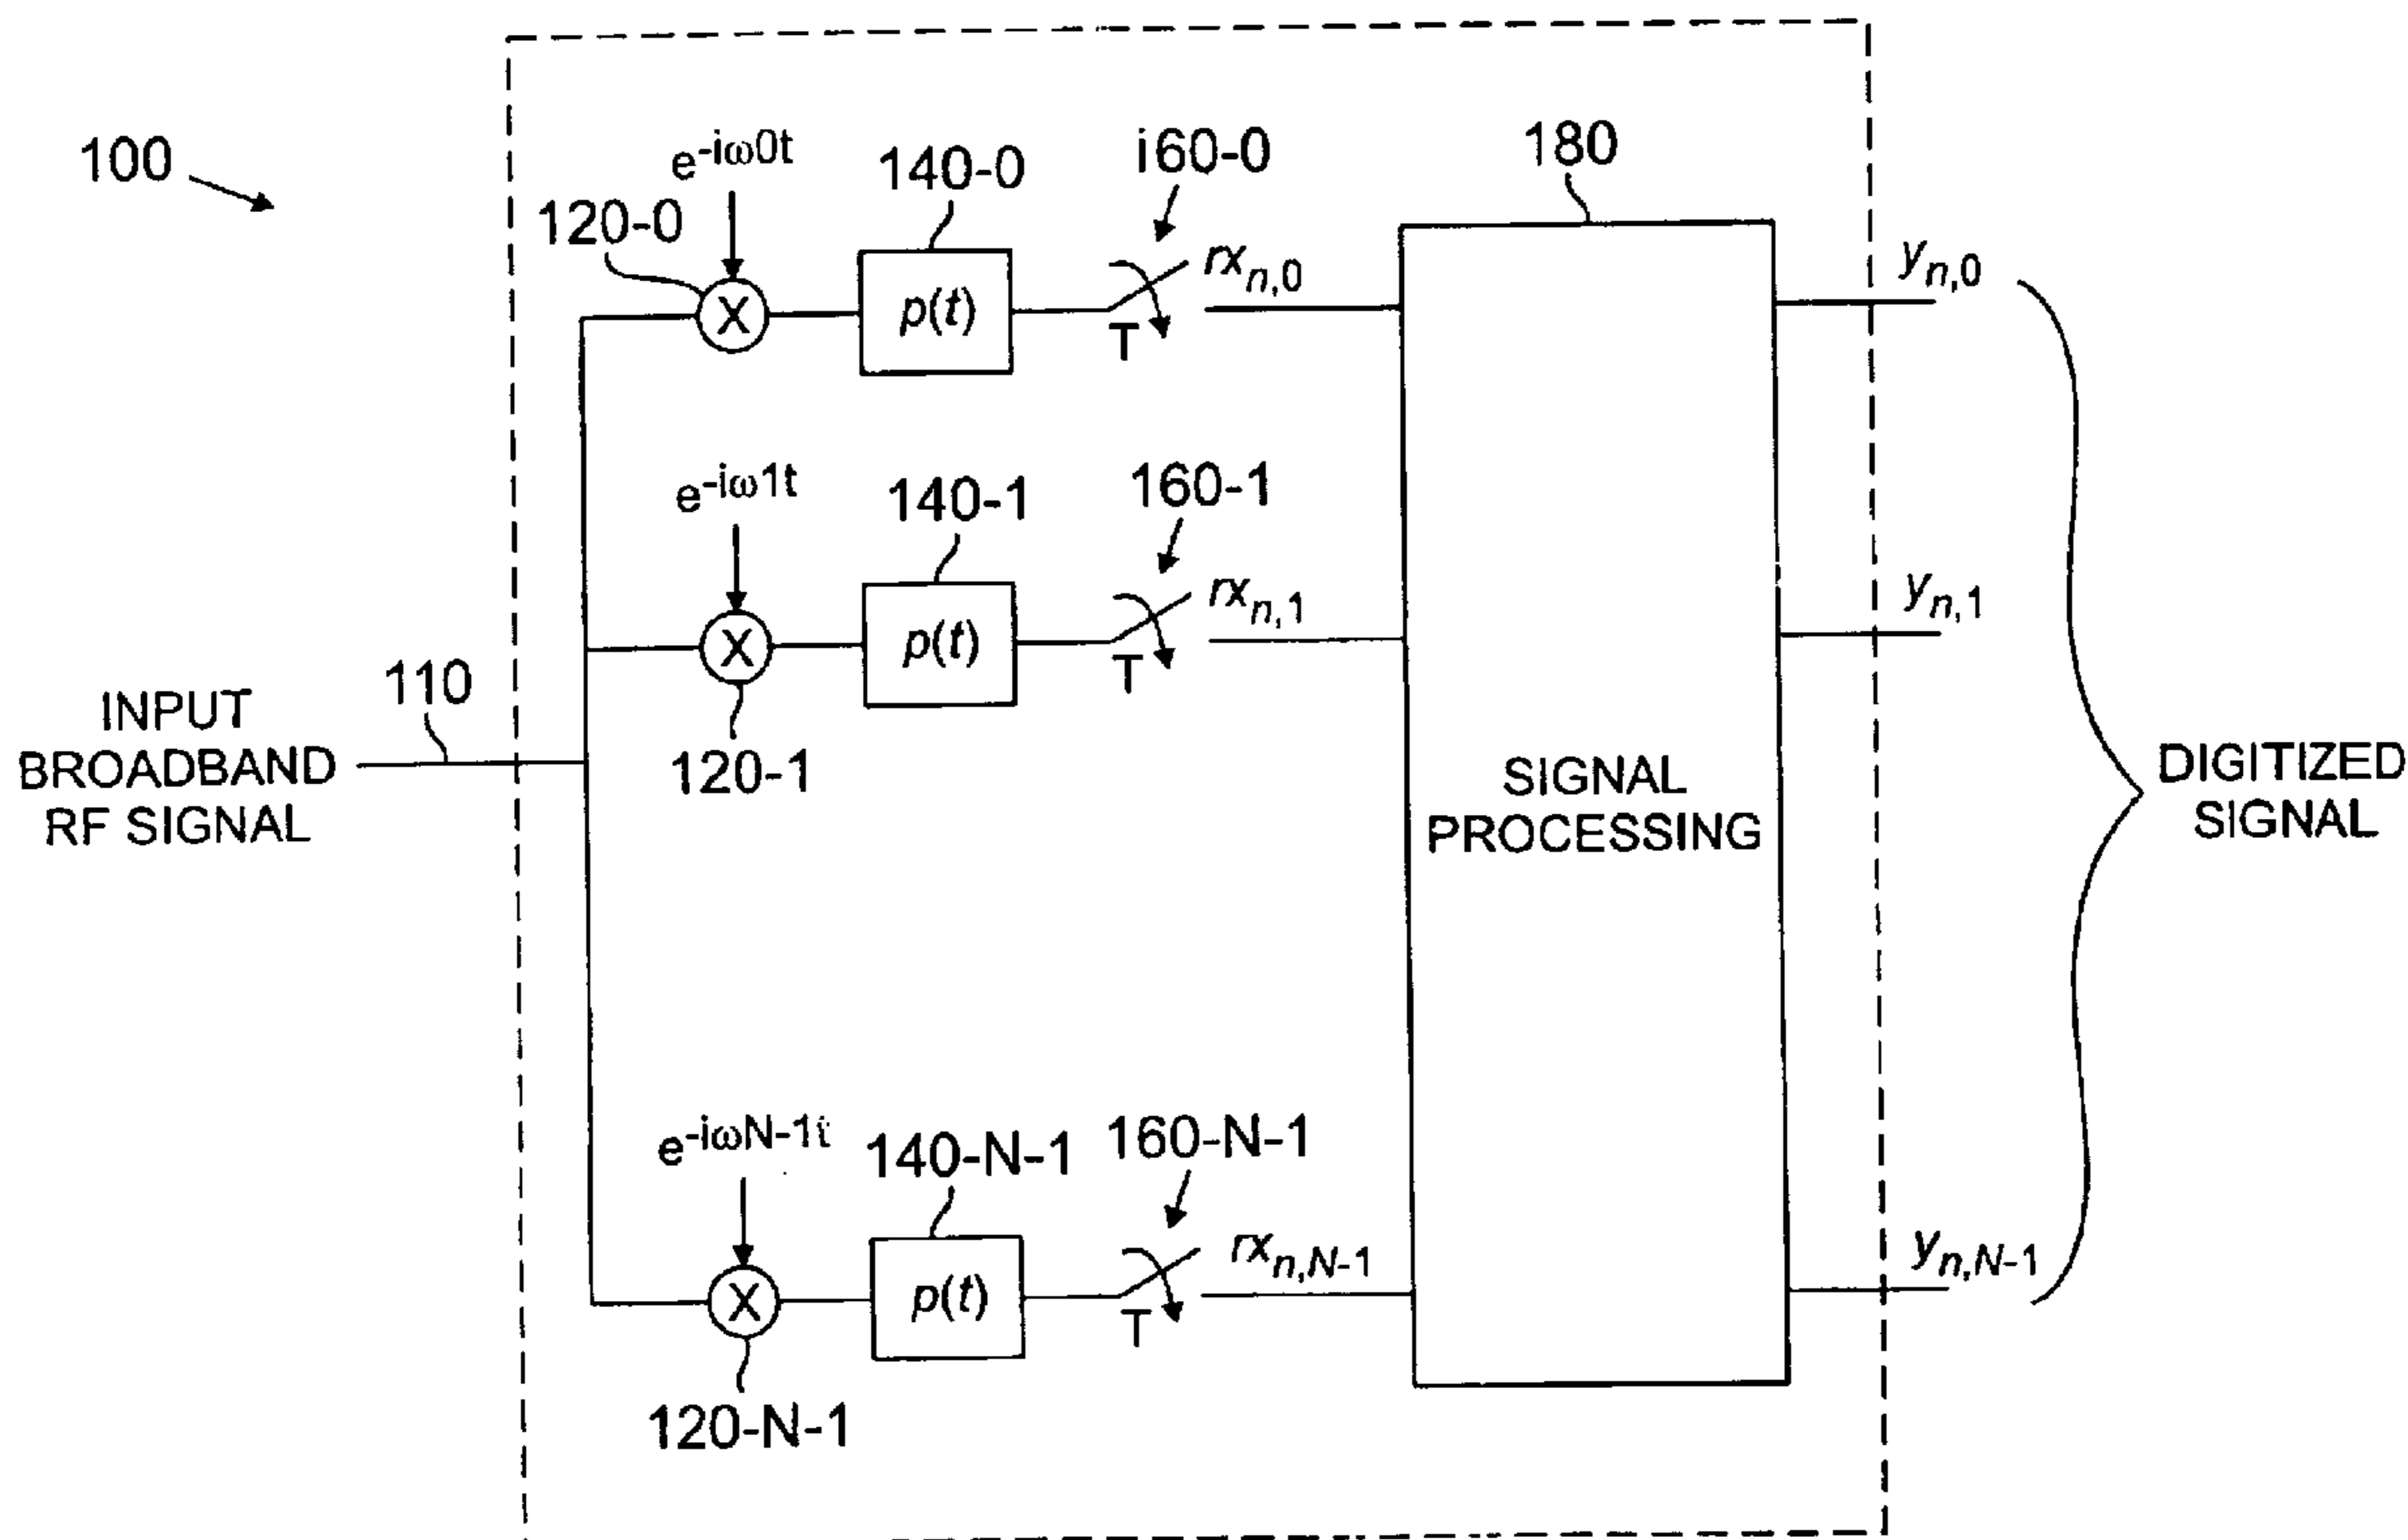 100
110
INPUT
BROADBAND
RF SIGNAL
e-iω0t
120-0
X
140-0
p(t)
i60-0
T
rxn,0
180
yn,0
e-iω1t
X
120-1
140-1
p(t)
160-1
T
rxn,1
yn,1
SIGNAL
PROCESSING
DIGITIZED
SIGNAL
e-iωN-1t
X
120-N-1
140-N-1
p(t)
160-N-1
T
rxn,N-1
yn,N-1